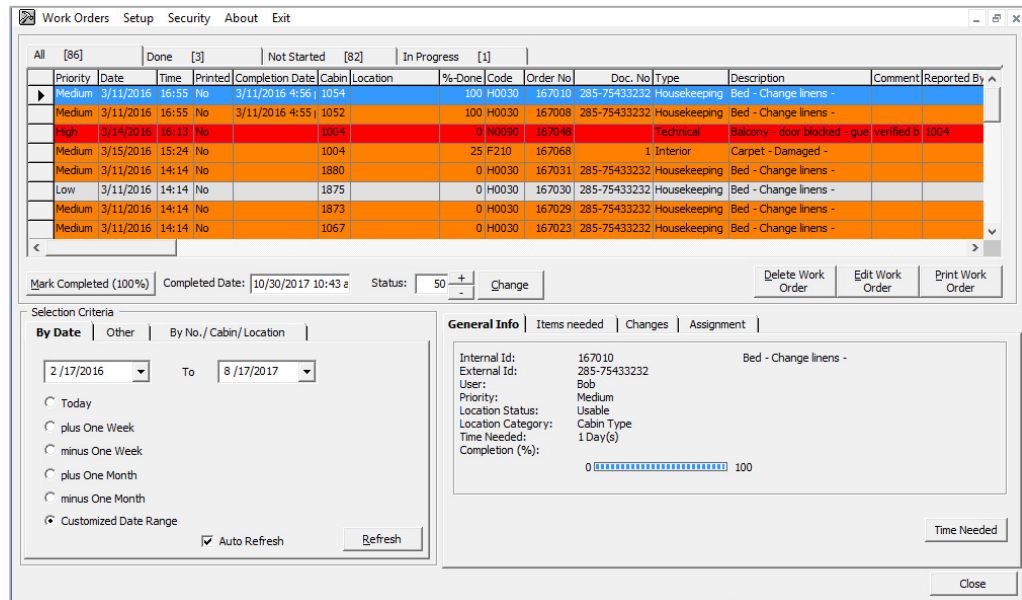 Work Orders Setup Security About Exit
All [86] Done [3] Not Started [82] In Progress [1]
Priority Date Time Printed Completion Date Cabin Location %-Done Code Order No Doc. No Type Description Comment Reported By
Medium 3/11/2016 16:55 No 3/11/2016 4:56 p 1054 100 H0030 167010 285-75433232 Housekeeping Bed - Change linens -
Medium 3/11/2016 16:55 No 3/11/2016 4:55 p 1052 100 H0030 167008 285-75433232 Housekeeping Bed - Change linens -
High 3/14/2016 16:13 No 1004 0 N0090 167048 Technical Balcony - door blocked - gue verified b 1004
Medium 3/15/2016 15:24 No 1004 25 F210 167068 1 Interior Carpet - Damaged -
Medium 3/11/2016 14:14 No 1880 0 H0030 167031 285-75433232 Housekeeping Bed - Change linens -
Low 3/11/2016 14:14 No 1875 0 H0030 167030 285-75433232 Housekeeping Bed - Change linens -
Medium 3/11/2016 14:14 No 1873 0 H0030 167029 285-75433232 Housekeeping Bed - Change linens -
Medium 3/11/2016 14:14 No 1067 0 H0030 167023 285-75433232 Housekeeping Bed - Change linens -
Mark Completed (100%) Completed Date: 10/30/2017 10:43 a Status: 50 + - Change Delete Work Order Edit Work Order Print Work Order
Selection Criteria
By Date Other By No./ Cabin/ Location
2 /17/2016 To 8 /17/2017
Today
plus One Week
minus One Week
plus One Month
minus One Month
Customized Date Range
Auto Refresh Refresh
General Info Items needed Changes Assignment
Internal Id: 167010 Bed - Change linens -
External Id: 285-75433232
User: Bob
Priority: Medium
Location Status: Usable
Location Category: Cabin Type
Time Needed: 1 Day(s)
Completion (%):
0 100
Time Needed
Close